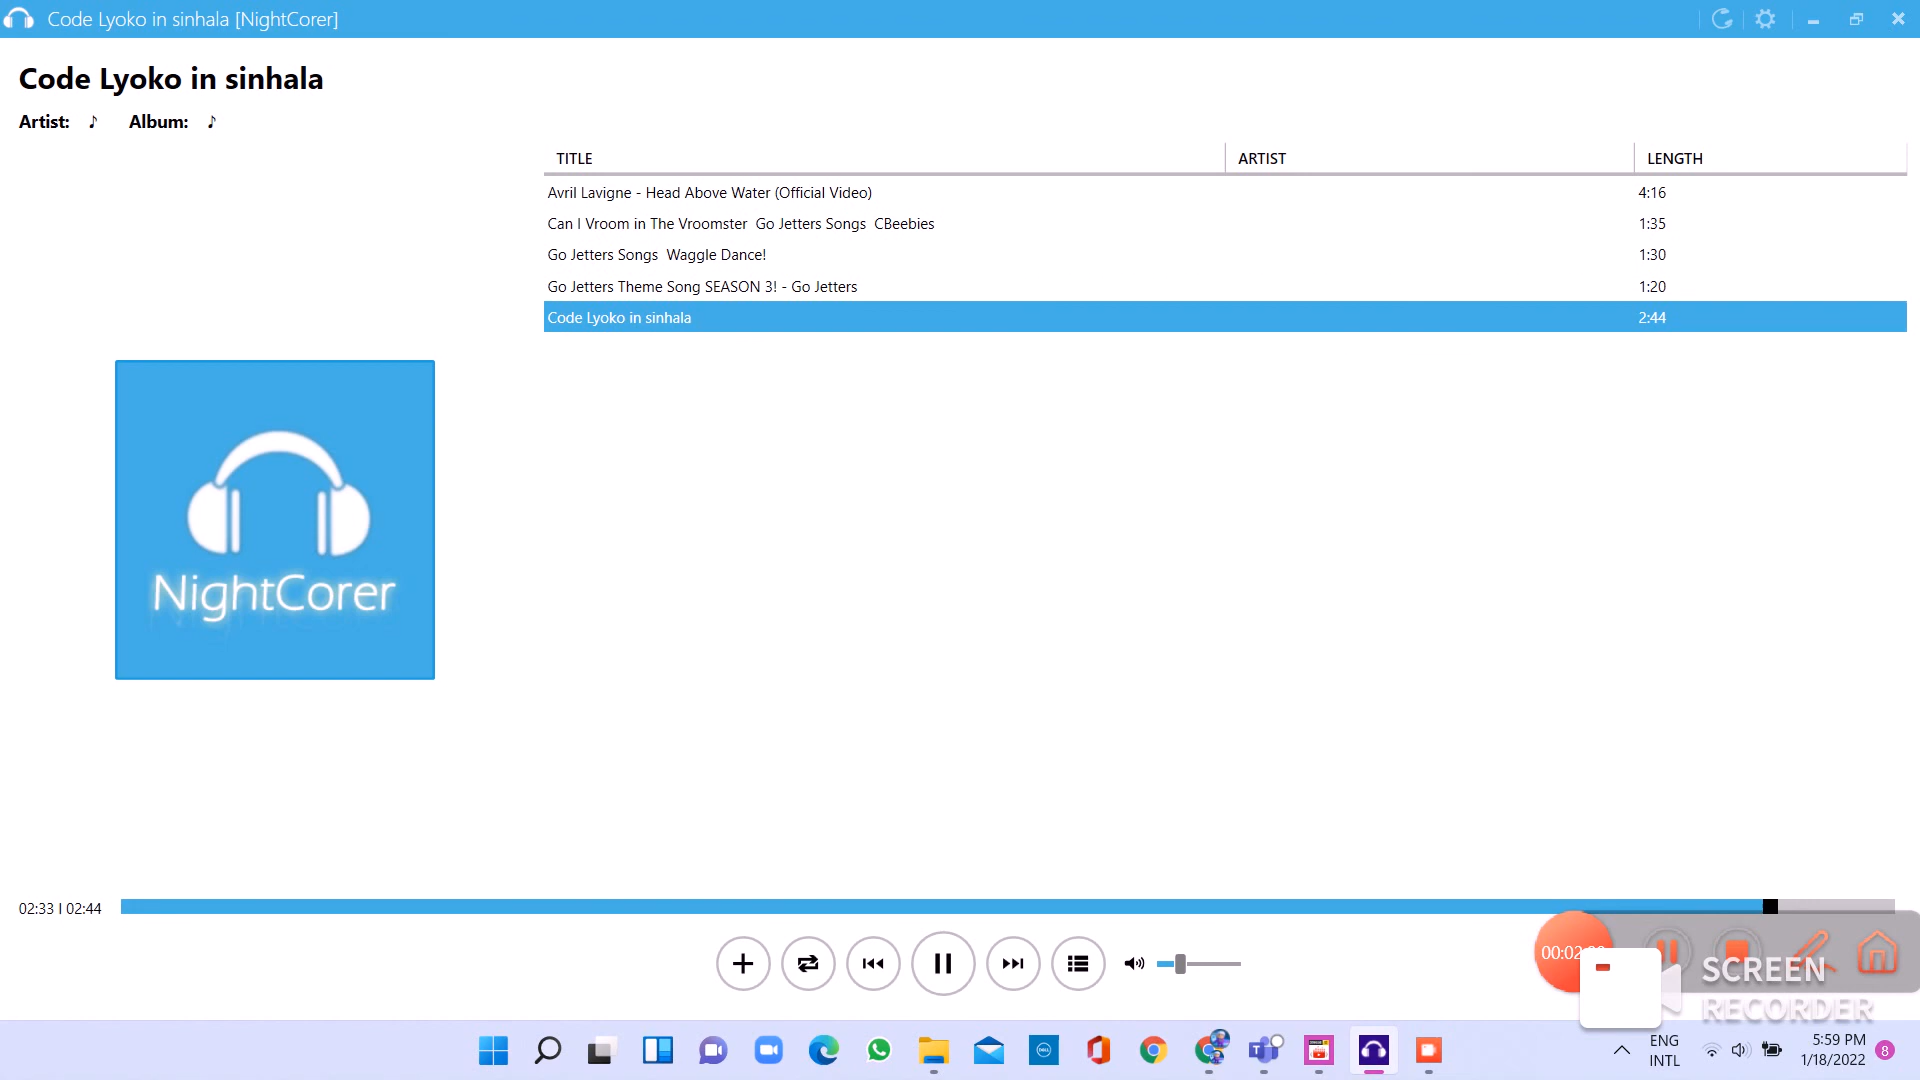 Code Lyoko in sinhala [NightCorer]
Code Lyoko in sinhala
Artist: ♪ Album: ♪
TITLE ARTIST LENGTH
Avril Lavigne - Head Above Water (Official Video) 4:16
Can I Vroom in The Vroomster  Go Jetters Songs  CBeebies 1:35
Go Jetters Songs  Waggle Dance! 1:30
Go Jetters Theme Song SEASON 3! - Go Jetters 1:20
Code Lyoko in sinhala 2:44
NightCorer
02:33 I 02:44
SCREEN
RECORDER
ENG
INTL
5:59 PM
1/18/2022
8